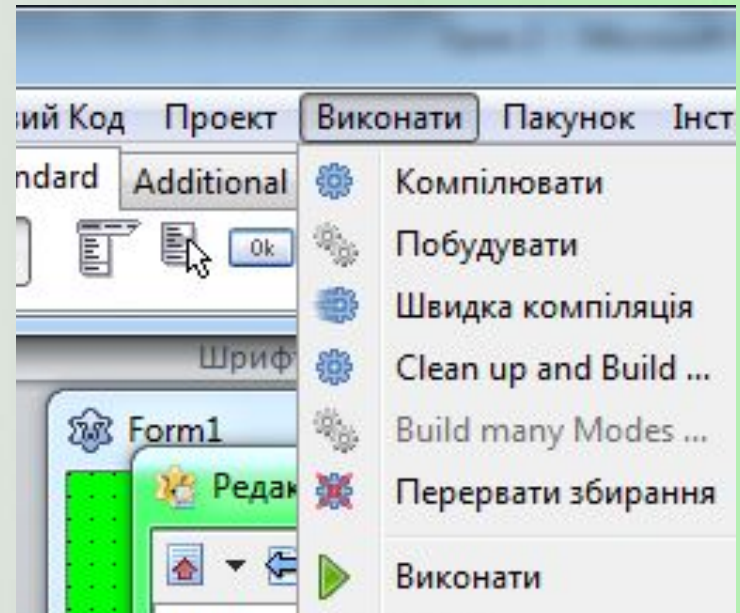 вий Код Проект Виконати Пакунок Інст
ndard Additional
Ok
Компілювати
Побудувати
Швидка компіляція
Clean up and Build ...
Build many Modes ...
Перервати збирання
Виконати
Шриф
Form1
Редак